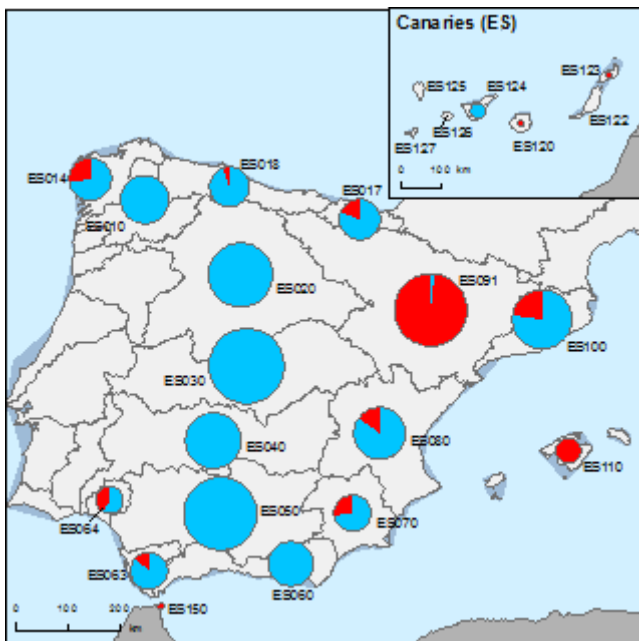 Canaries (ES)
ES123
ES125
ES124
ES126
ES122
ES127
ES120
0 100 km
ES014
ES018
ES017
ES010
ES020
ES091
ES100
ES030
ES040
ES080
ES110
ES064
ES050
ES070
ES063
ES060
ES150
0 100 200
km